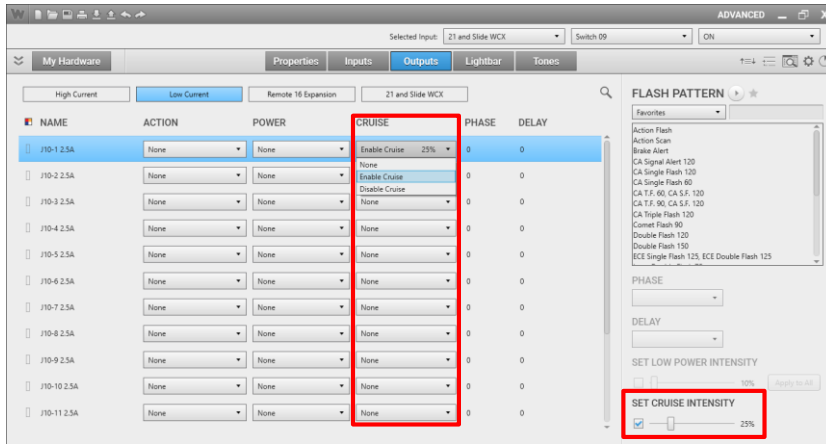 W ADVANCED
Selected Input: 21 and Slide WCX Switch 09 ON
My Hardware Properties Inputs Outputs Lightbar Tones
High Current Low Current Remote 16 Expansion 21 and Slide WCX
NAME ACTION POWER CRUISE PHASE DELAY
J10-1 2.5A None None Enable Cruise 25% 0 0
None
Enable Cruise
Disable Cruise
J10-2 2.5A None None 0 0
J10-3 2.5A None None None 0 0
J10-4 2.5A None None None 0 0
J10-5 2.5A None None None 0 0
J10-6 2.5A None None None 0 0
J10-7 2.5A None None None 0 0
J10-8 2.5A None None None 0 0
J10-9 2.5A None None None 0 0
J10-10 2.5A None None None 0 0
J10-11 2.5A None None None 0 0
FLASH PATTERN
Favorites
Action Flash
Action Scan
Brake Alert
CA Signal Alert 120
CA Single Flash 120
CA Single Flash 60
CA T.F. 60, CA S.F. 120
CA T.F. 90, CA S.F. 120
CA Triple Flash 120
Comet Flash 90
Double Flash 120
Double Flash 150
ECE Single Flash 125, ECE Double Flash 125
PHASE
DELAY
SET LOW POWER INTENSITY
10% Apply to All
SET CRUISE INTENSITY
25%